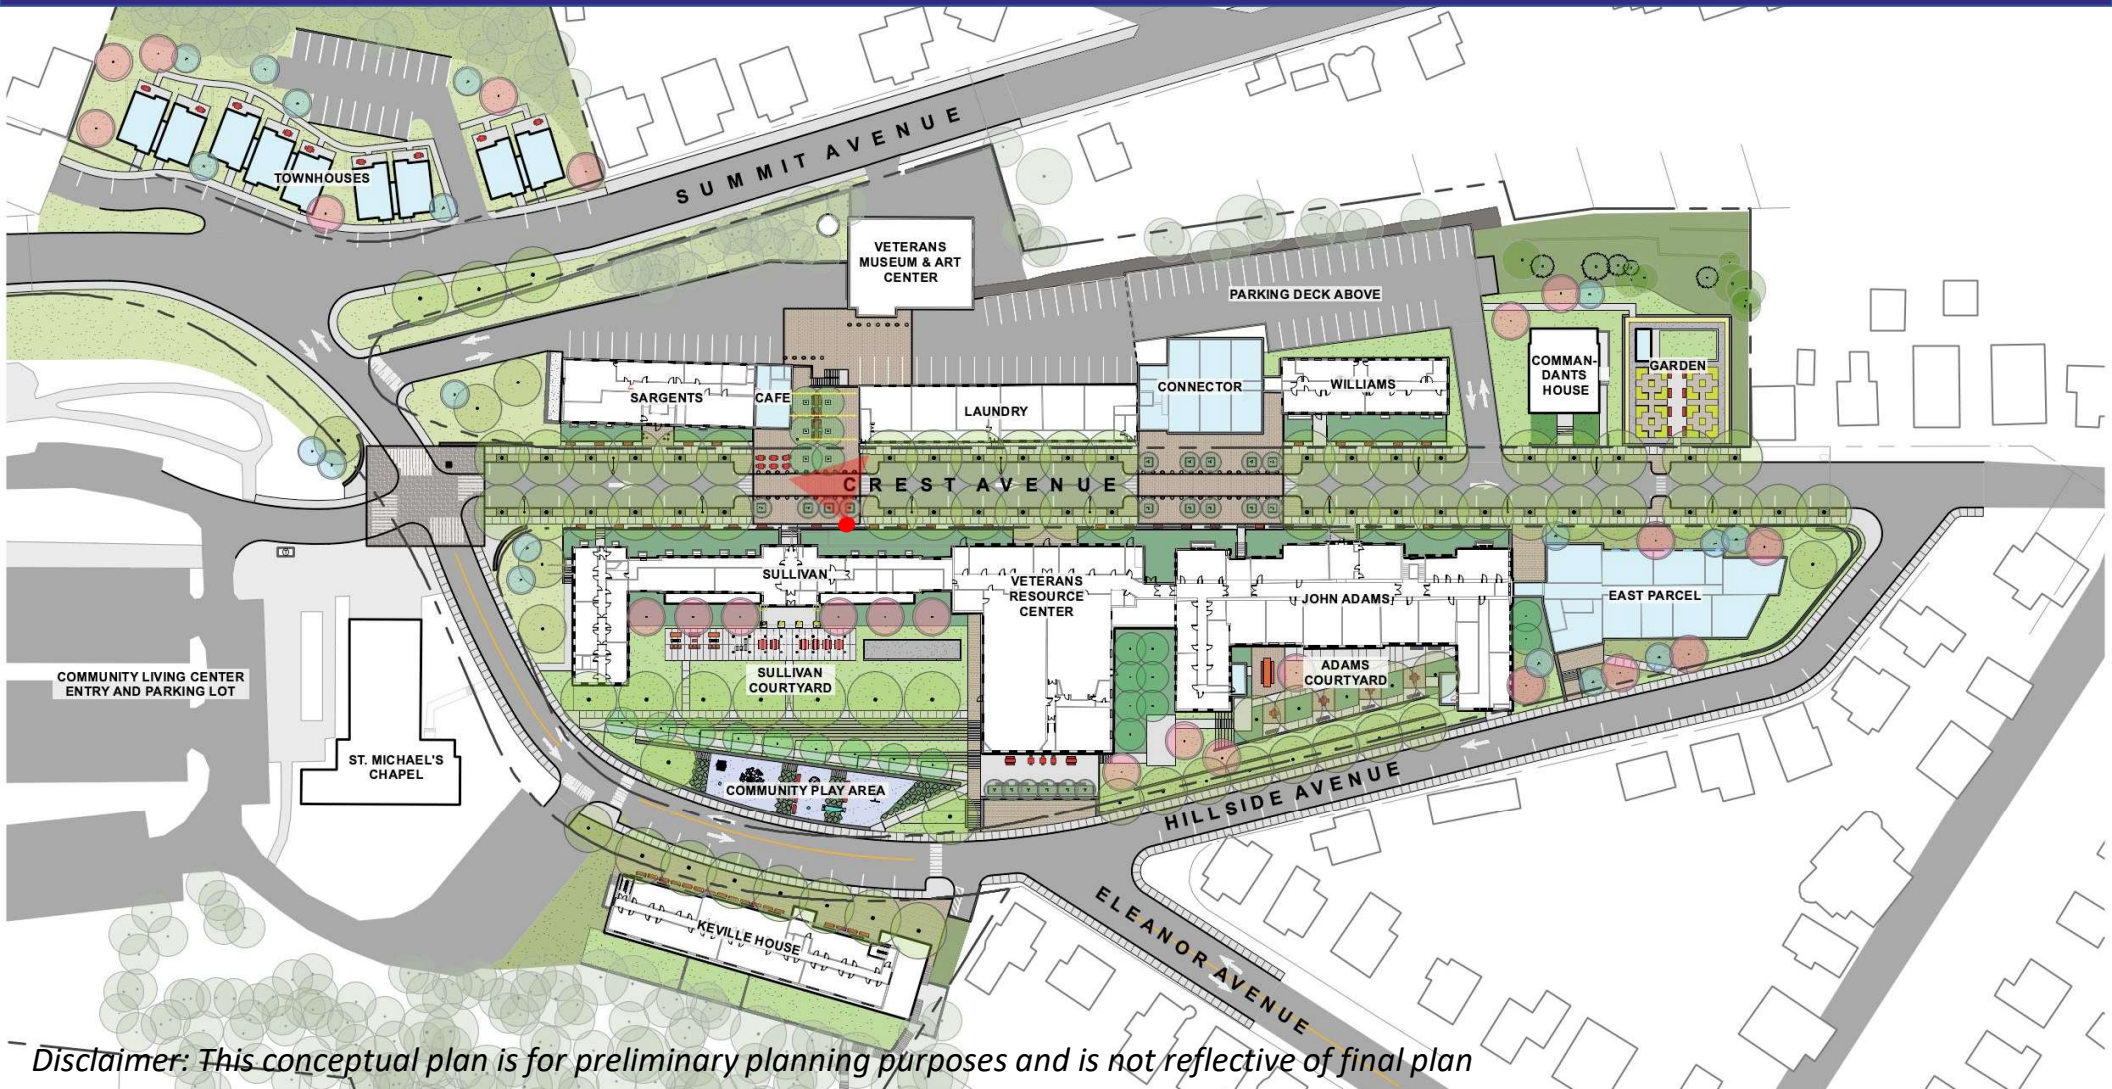 TOWNHOUSES
SUMMIT AVENUE
VETERANS
MUSEUM & ART
CENTER
PARKING DECK ABOVE
SARGENTS
CAFE
LAUNDRY
CONNECTOR
WILLIAMS
COMMAN-
DANTS
HOUSE
GARDEN
CREST AVENUE
SULLIVAN
VETERANS
RESOURCE
CENTER
JOHN ADAMS
EAST PARCEL
SULLIVAN
COURTYARD
ADAMS
COURTYARD
COMMUNITY LIVING CENTER
ENTRY AND PARKING LOT
ST. MICHAEL'S
CHAPEL
COMMUNITY PLAY AREA
HILLSIDE AVENUE
KEVILLE HOUSE
ELEANOR AVENUE
Disclaimer: This conceptual plan is for preliminary planning purposes and is not reflective of final plan